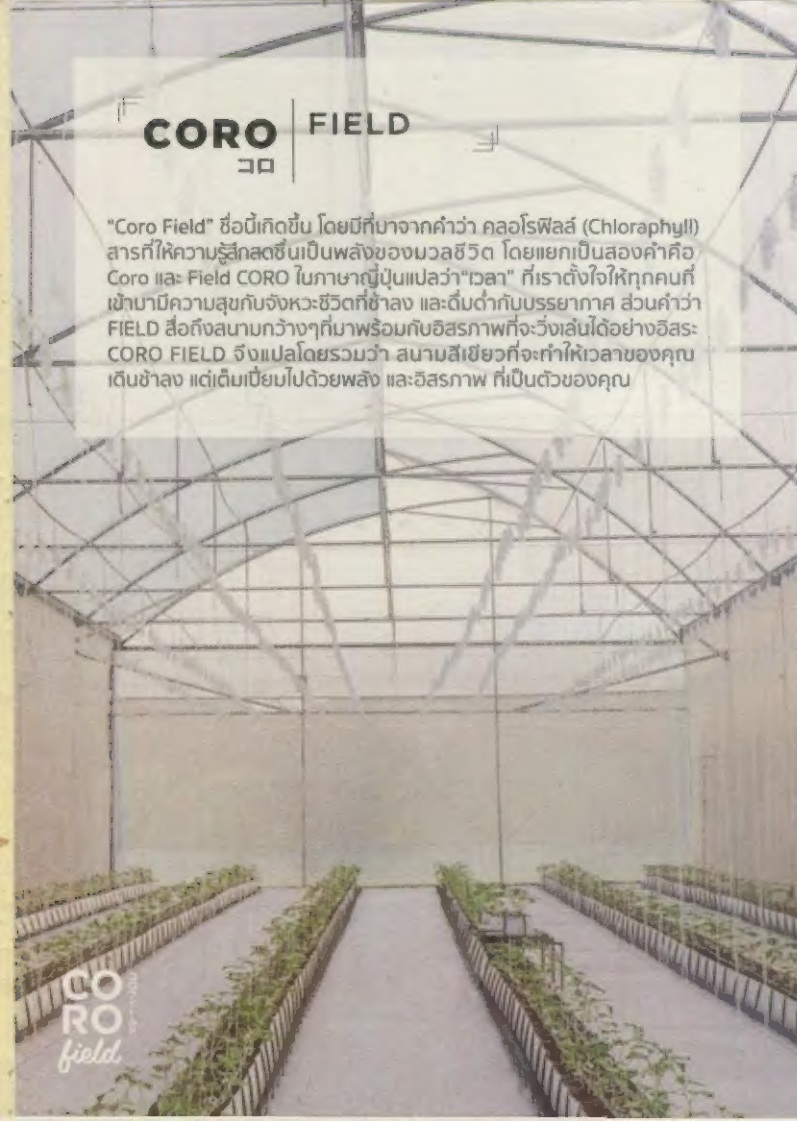 CORO FIELD
コロ
"Coro Field" ชื่อนี้เกิดขึ้น โดยมีที่มาจากคำว่า คลอโรฟิลล์ (Chloraphyll)
สารที่ให้ความรู้สึกสดชื่นเป็นพลังของมวลชีวิต โดยแยกเป็นสองคำคือ
Coro และ Field CORO ในภาษาญี่ปุ่นแปลว่า"เวลา" ที่เราตั้งใจให้ทุกคนที่
เข้ามามีความสุขกับจังหวะชีวิตที่ช้าลง และดื่มด่ำกับบรรยากาศ ส่วนคำว่า
FIELD สื่อถึงสนามกว้างๆที่มาพร้อมกับอิสรภาพที่จะวิ่งเล่นได้อย่างอิสระ
CORO FIELD จึงแปลโดยรวมว่า สนามสีเขียวที่จะทำให้เวลาของคุณ
เดินช้าลง แต่เต็มเปี่ยมไปด้วยพลัง และอิสรภาพ ที่เป็นตัวของคุณ
CO
RO
field